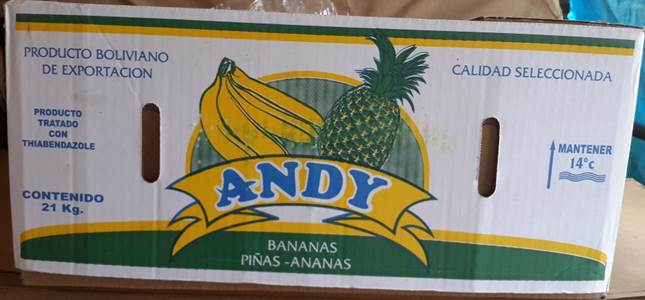 PRODUCTO BOLIVIANO
DE EXPORTACION
CALIDAD SELECCIONADA
PRODUCTO
TRATADO
CON
THIABENDAZOLE
MANTENER
14°c
CONTENIDO
21 Kg.
ANDY
BANANAS
PIÑAS -ANANAS